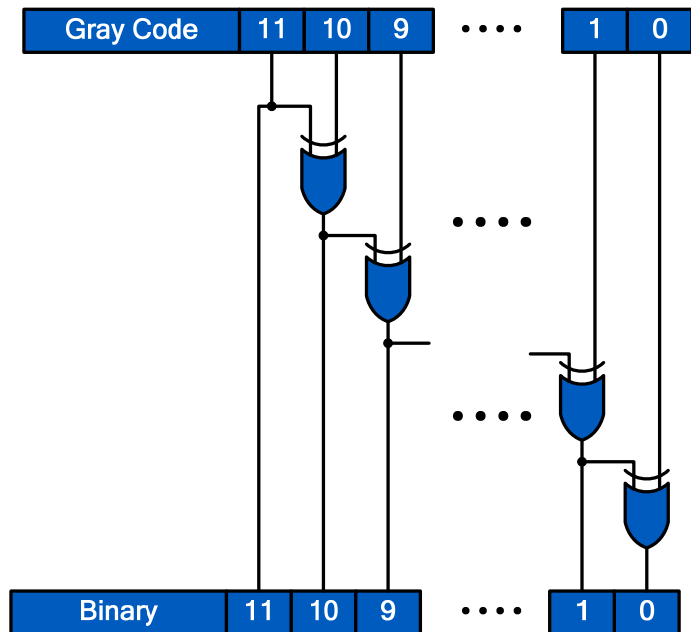 Gray Code 11 10 9 •••• 1 0
Binary 11 10 9 •••• 1 0